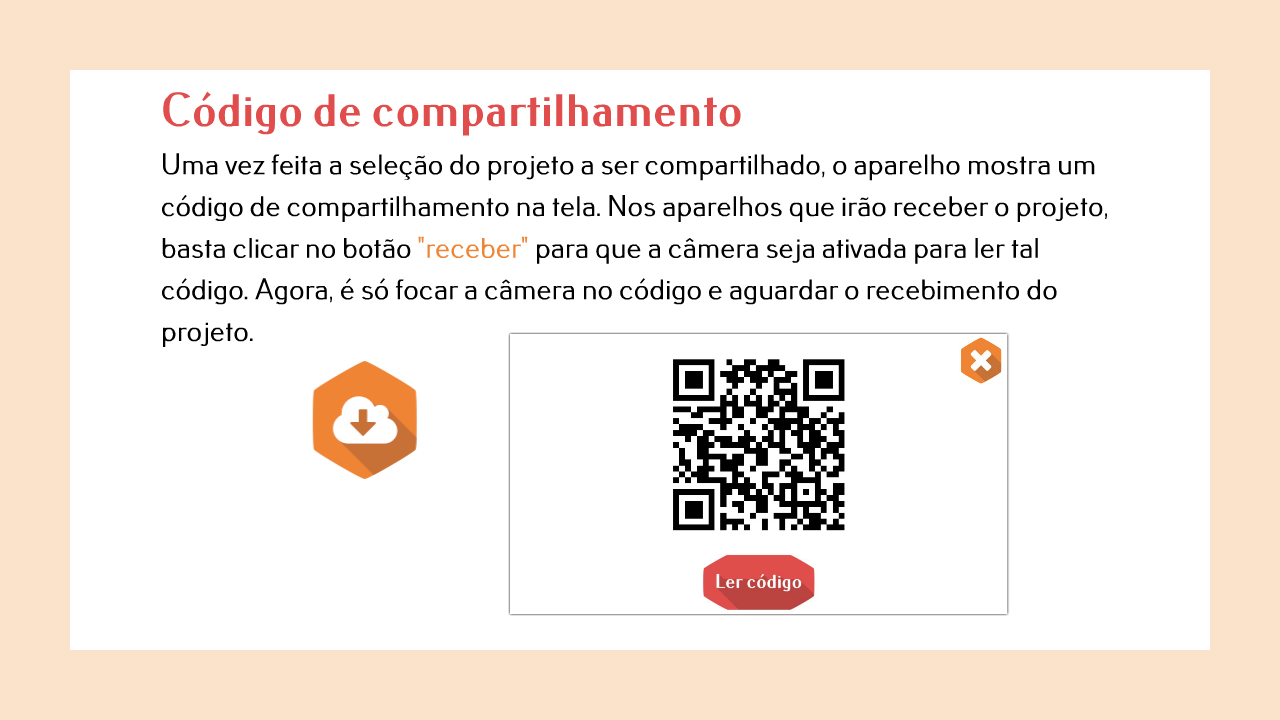 Código de compartilhamento
Uma vez feita a seleção do projeto a ser compartilhado, o aparelho mostra um
código de compartilhamento na tela. Nos aparelhos que irão receber o projeto,
basta clicar no botão "receber" para que a câmera seja ativada para ler tal
código. Agora, é só focar a câmera no código e aguardar o recebimento do
projeto.
Ler código